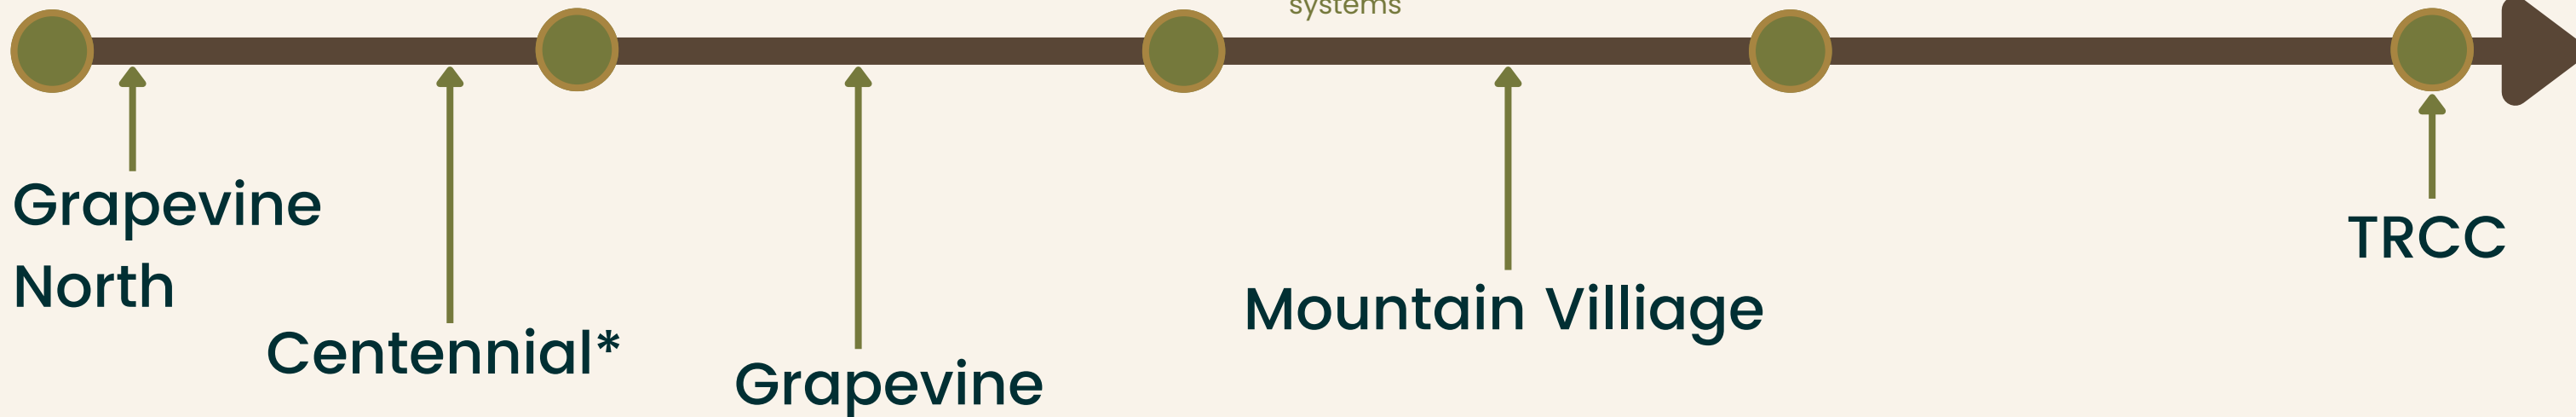 systems
Grapevine
North
Centennial*
Grapevine
Mountain Villiage
TRCC